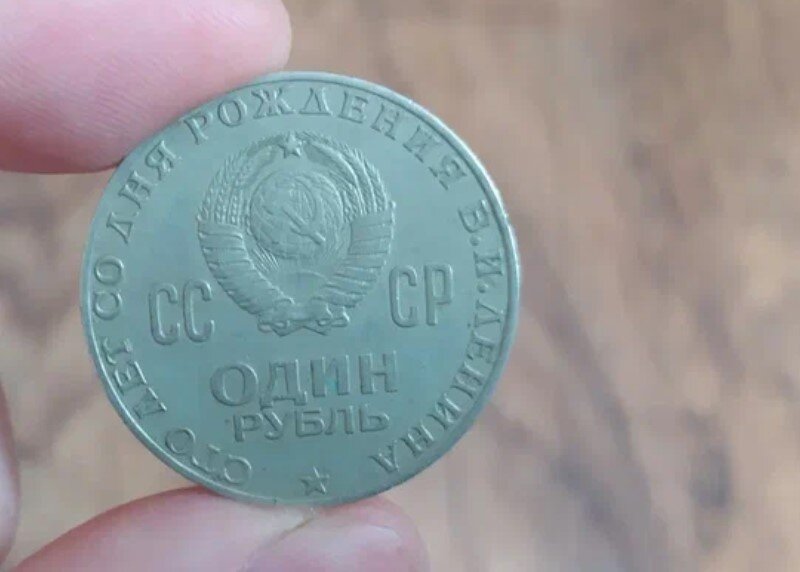 СТО ЛЕТ СО ДНЯ РОЖДЕНИЯ В.И.ЛЕНИНА
СС СР
ОДИН
РУБЛЬ